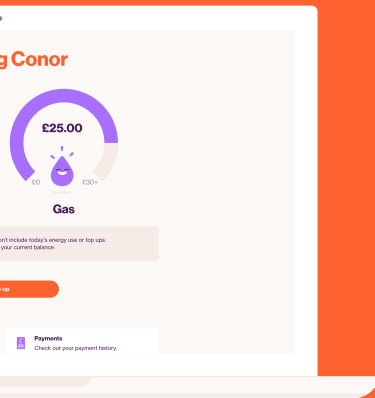 g Conor
£25.00
£0
£30+
Gas
on't include today's energy use or top ups.
your current balance
up
Payments
Check out your payment history.